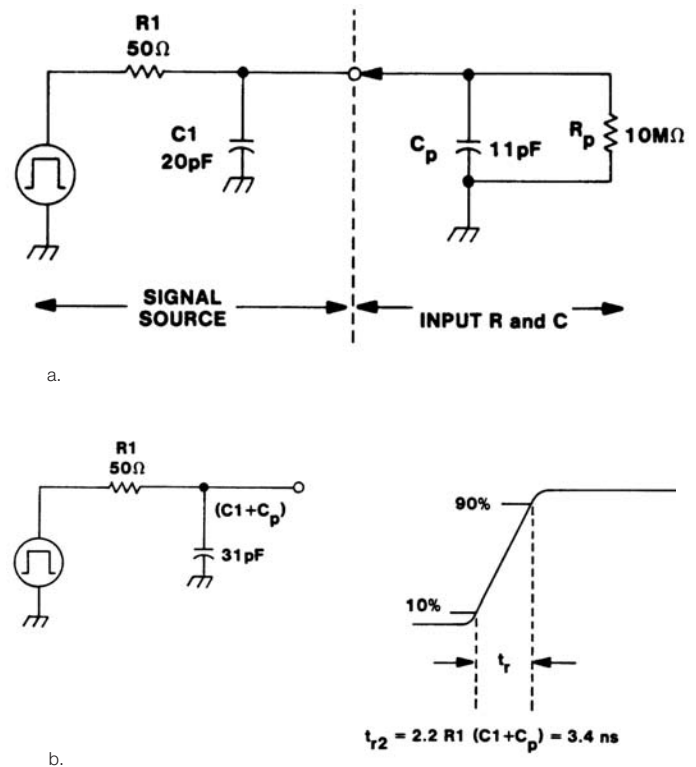 R1
50Ω
C1
20pF
Cp
11pF
Rp
10MΩ
SIGNAL
SOURCE
INPUT R and C
a.
R1
50Ω
(C1+Cp)
31pF
90%
10%
tr
tr2 = 2.2 R1 (C1+Cp) = 3.4 ns
b.